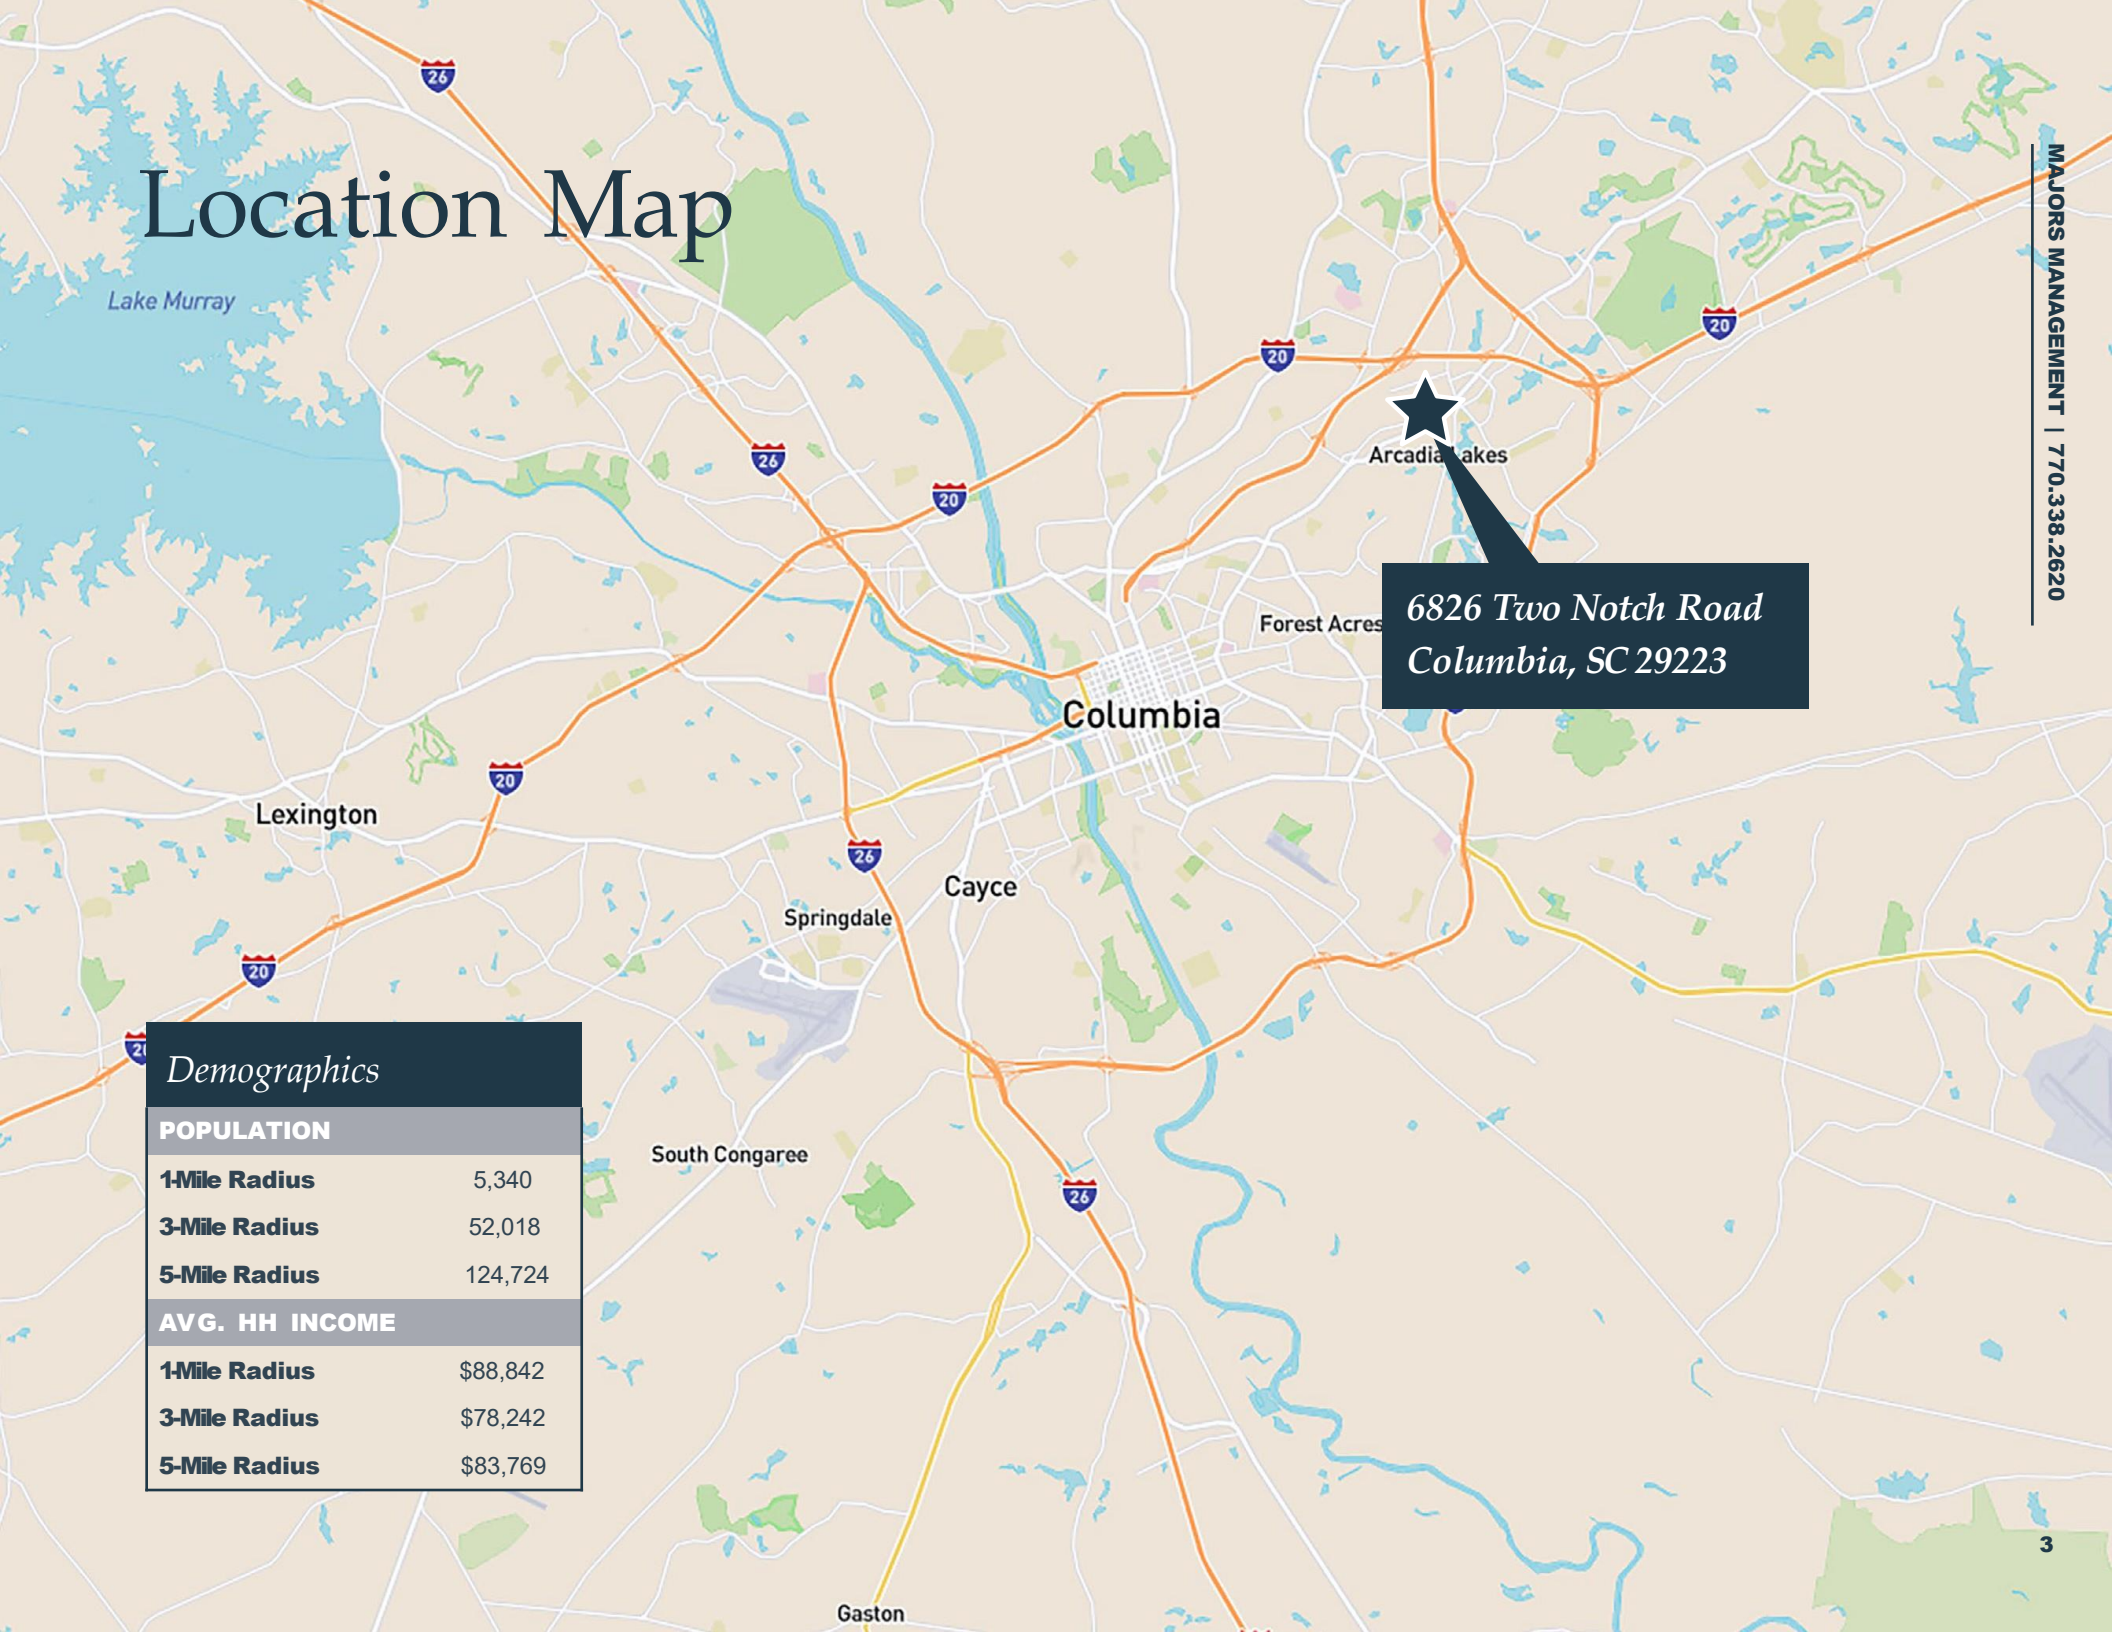 26
Location Map
MAJORS MANAGEMENT | 770.338.2620
Lake Murray
20
20
26
20
Arcadia Lakes
6826 Two Notch Road
Columbia, SC 29223
Forest Acres
Columbia
20
Lexington
26
Cayce
Springdale
20
20
Demographics
POPULATION
1-Mile Radius 5,340
3-Mile Radius 52,018
5-Mile Radius 124,724
AVG. HH INCOME
1-Mile Radius $88,842
3-Mile Radius $78,242
5-Mile Radius $83,769
South Congaree
26
Gaston
3